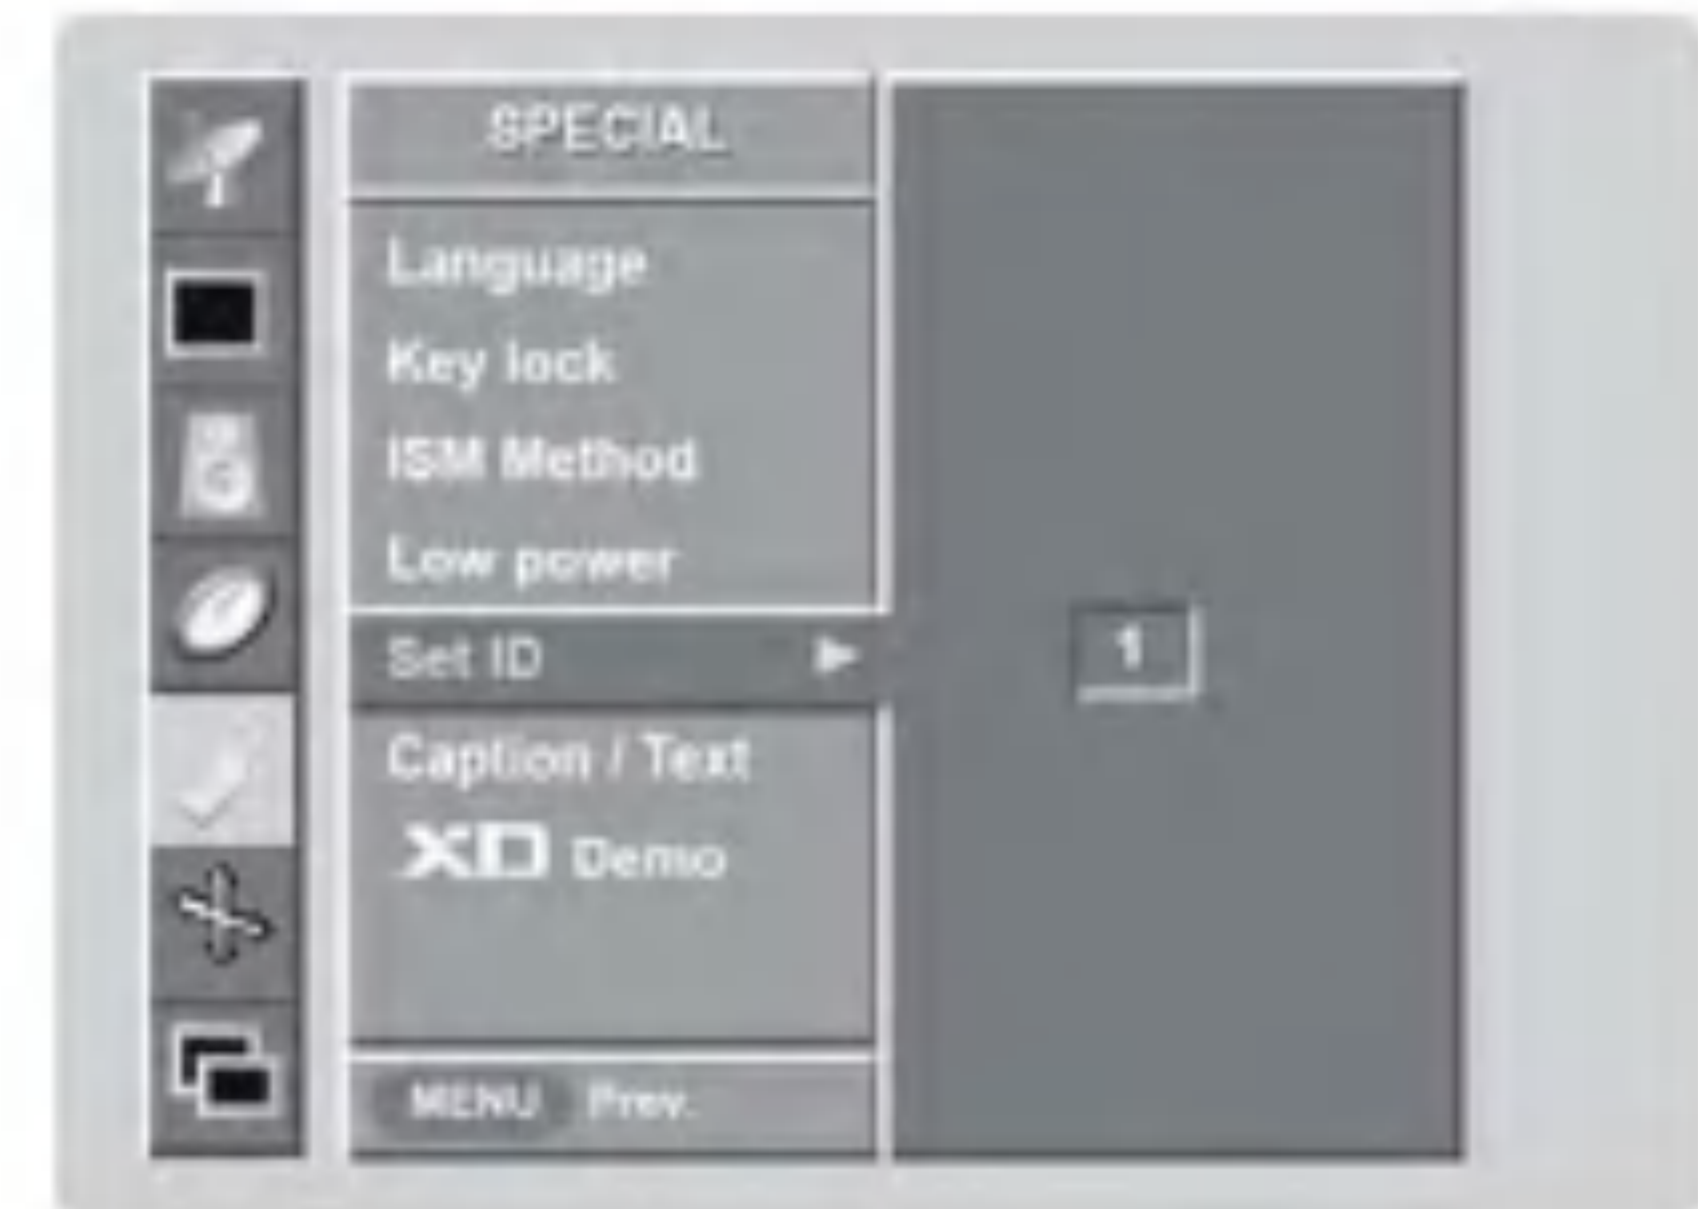 SPECIAL
Language
Key lock
ISM Method
Low power
Set ID
1
Caption / Text
XD Demo
MENU Prev.